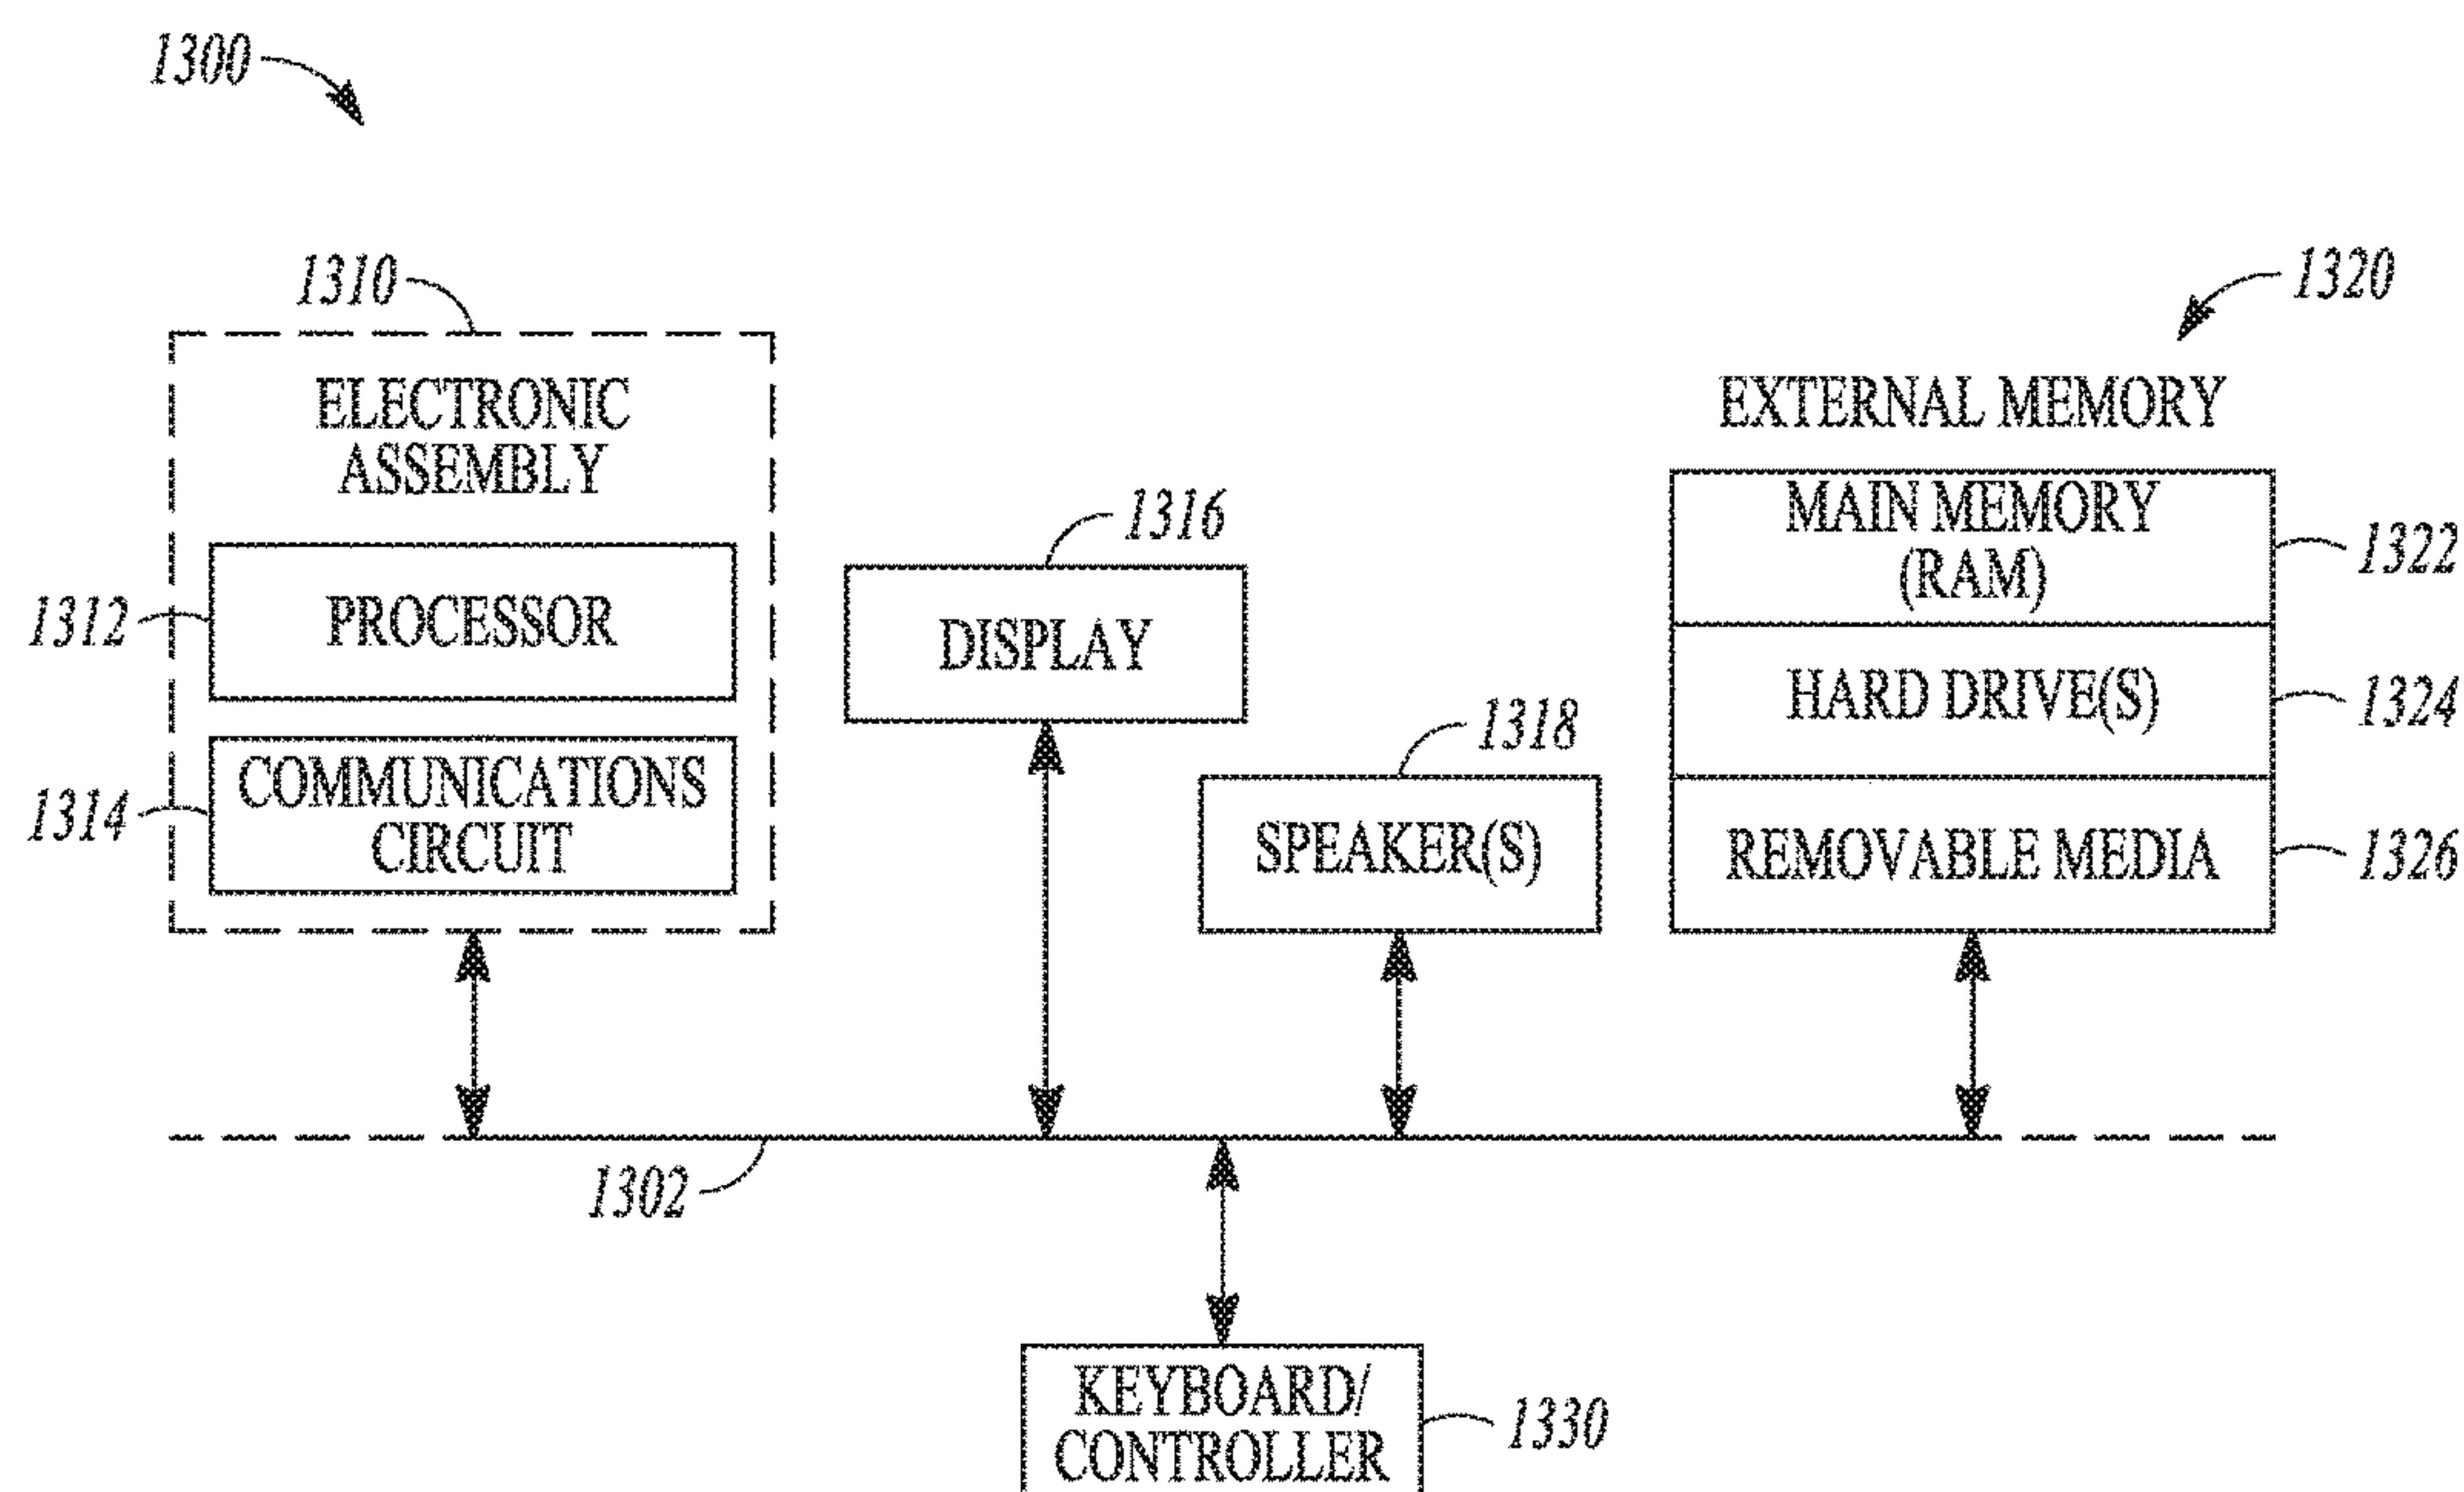 1300
1310
1320
ELECTRONIC
ASSEMBLY
EXTERNAL MEMORY
1316
MAIN MEMORY
(RAM)
1322
1312
PROCESSOR
DISPLAY
HARD DRIVE(S)
1324
1318
1314
COMMUNICATIONS
CIRCUIT
SPEAKER(S)
REMOVABLE MEDIA
1326
1302
KEYBOARD/
CONTROLLER
1330